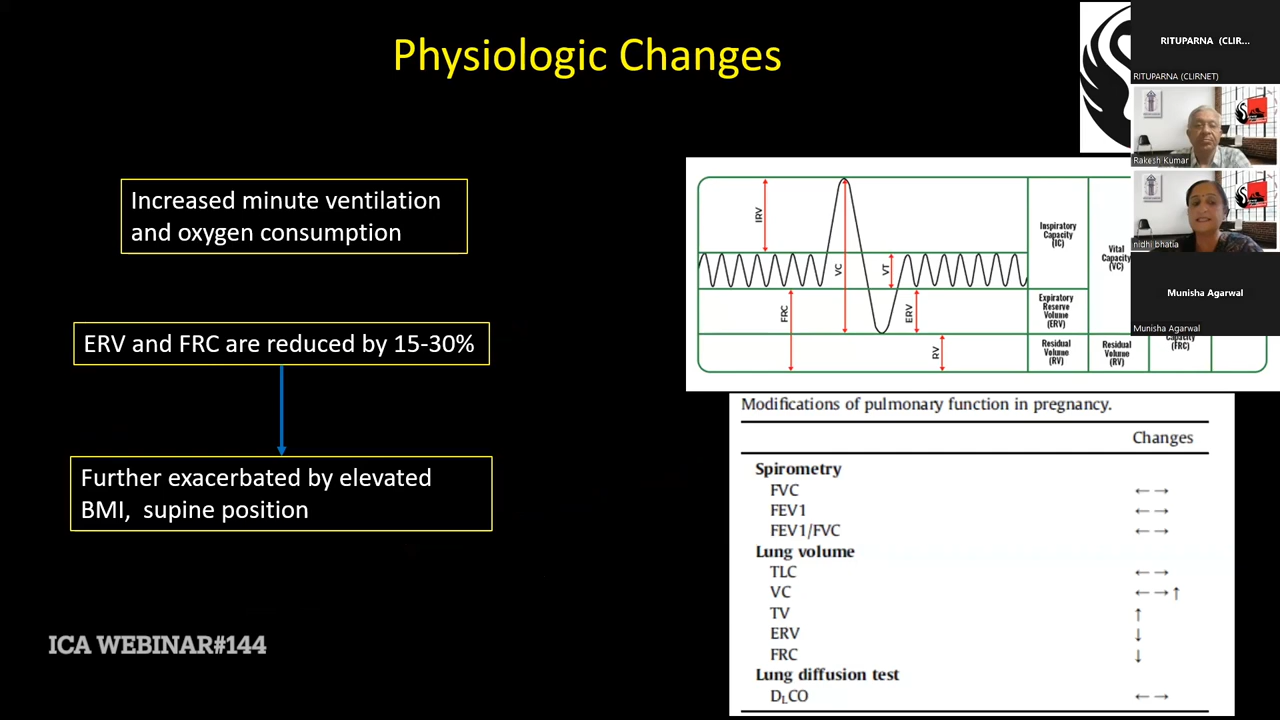 Physiologic Changes
Increased minute ventilation
and oxygen consumption
ERV and FRC are reduced by 15-30%
Further exacerbated by elevated
BMI, supine position
ICA WEBINAR#144
IRV
VC
VT
FRC
ERV
RV
Inspiratory
Capacity
(IC)
Vital
Capacity
(VC)
Expiratory
Reserve
Volume
(ERV)
Residual
Volume
(RV)
Residual
Volume
(RV)
Capacity
(FRC)
Modifications of pulmonary function in pregnancy.
Changes
Spirometry
FVC ←→
FEV1 ←→
FEV1/FVC ←→
Lung volume
TLC ←→
VC ←→↑
TV ↑
ERV ↓
FRC ↓
Lung diffusion test
DLCO ←→
RITUPARNA (CLIR...
RITUPARNA (CLIRNET)
Rakesh Kumar
nidhi bhatia
Munisha Agarwal
Munisha Agarwal